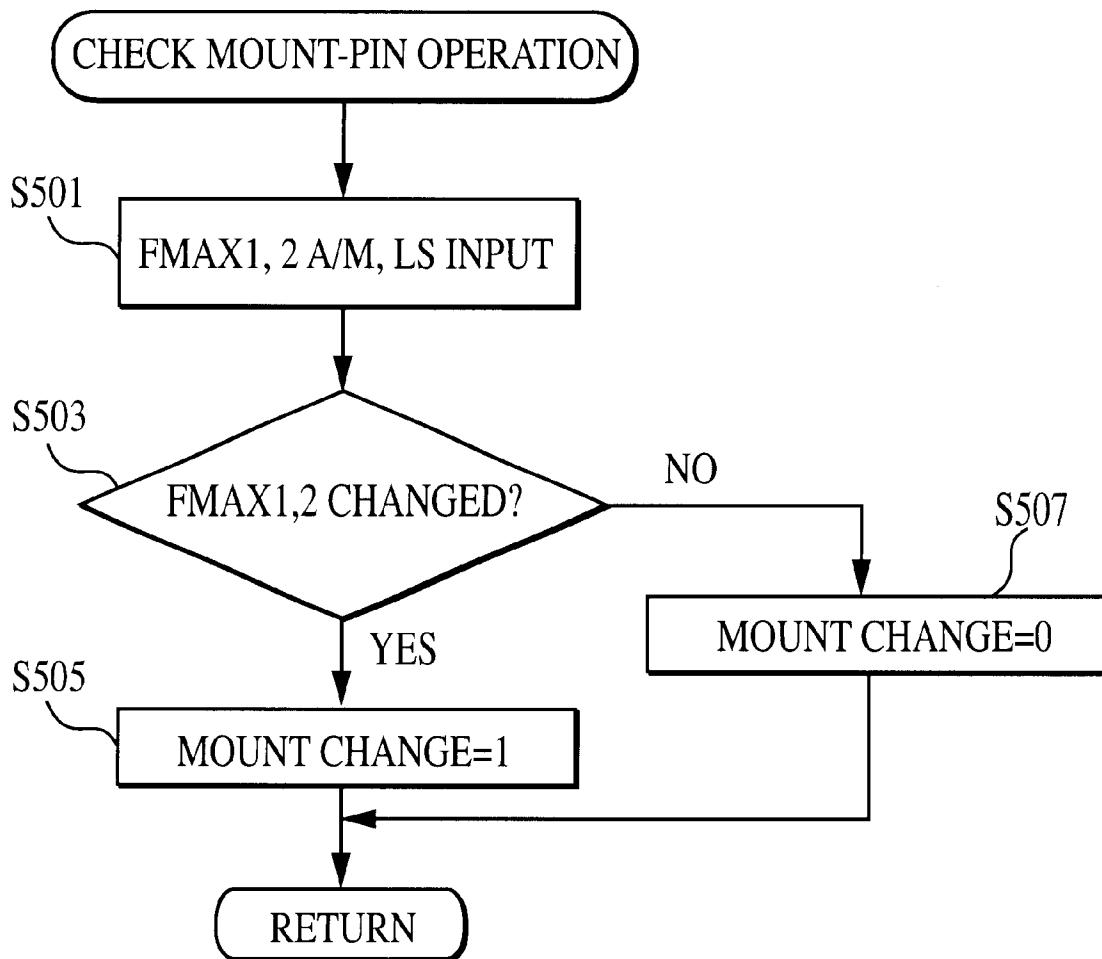 CHECK MOUNT-PIN OPERATION
S501
FMAX1, 2 A/M, LS INPUT
S503
FMAX1,2 CHANGED?
NO
S507
MOUNT CHANGE=0
YES
S505
MOUNT CHANGE=1
RETURN